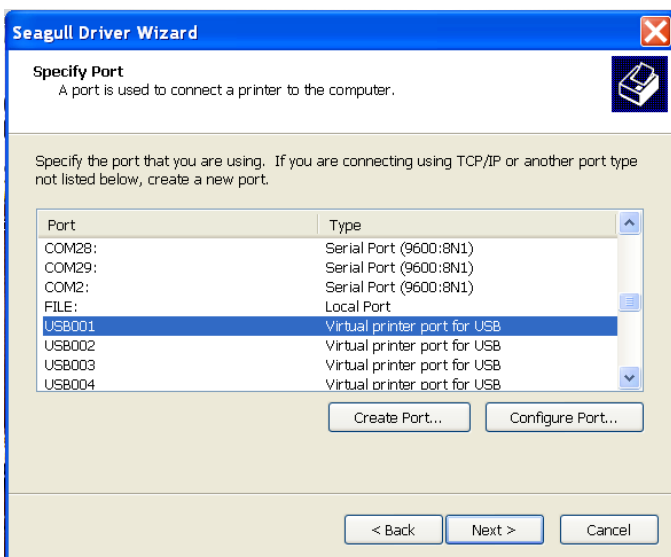 Seagull Driver Wizard
Specify Port
A port is used to connect a printer to the computer.
Specify the port that you are using. If you are connecting using TCP/IP or another port type
not listed below, create a new port.
Port Type
COM28: Serial Port (9600:8N1)
COM29: Serial Port (9600:8N1)
COM2: Serial Port (9600:8N1)
FILE: Local Port
USB001 Virtual printer port for USB
USB002 Virtual printer port for USB
USB003 Virtual printer port for USB
USB004 Virtual printer port for USB
Create Port... Configure Port...
< Back Next > Cancel